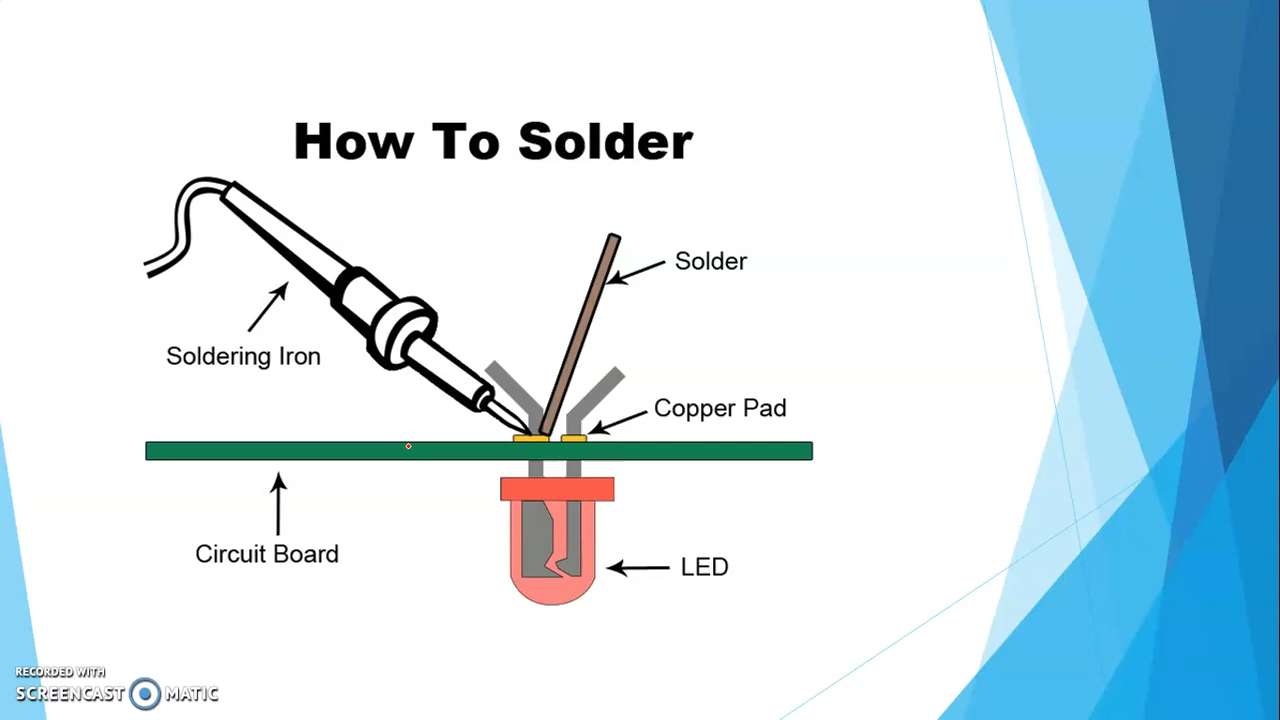 How To Solder
Solder
Soldering Iron
Copper Pad
Circuit Board
LED
RECORDED WITH
SCREENCAST MATIC